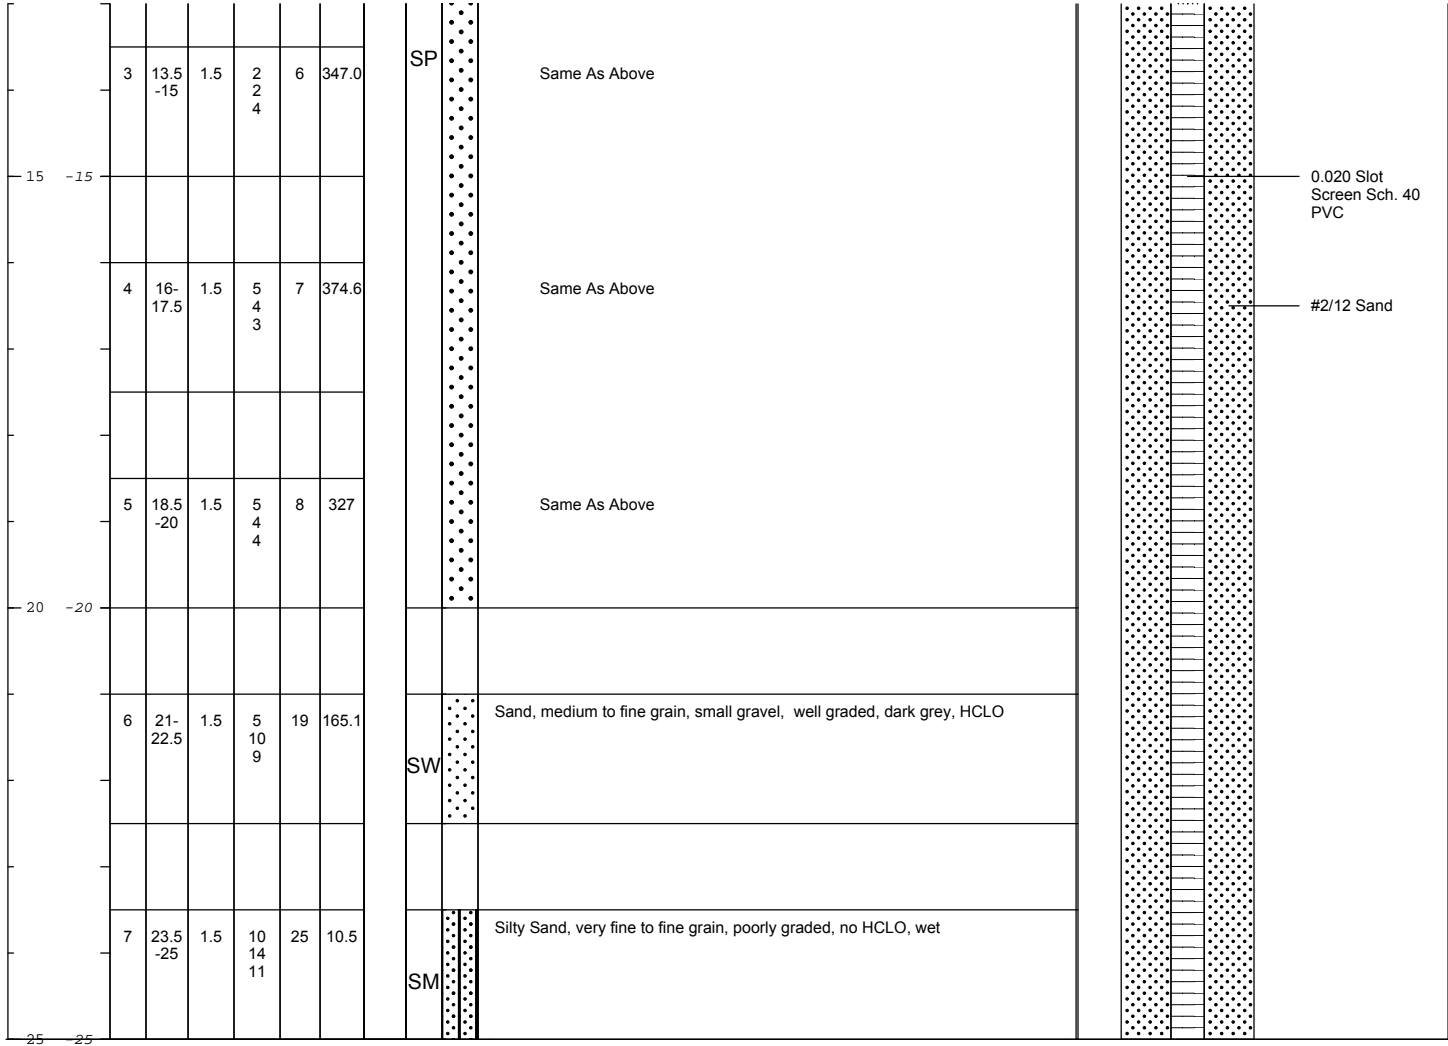 SP
3 13.5 1.5 2 6 347.0 Same As Above
-15 2
4
15 -15 0.020 Slot
Screen Sch. 40
PVC
4 16- 1.5 5 7 374.6 Same As Above
17.5 4
3
#2/12 Sand
5 18.5 1.5 5 8 327 Same As Above
-20 4
4
20 -20
6 21- 1.5 5 19 165.1 Sand, medium to fine grain, small gravel, well graded, dark grey, HCLO
22.5 10
9
SW
7 23.5 1.5 10 25 10.5 Silty Sand, very fine to fine grain, poorly graded, no HCLO, wet
-25 14
11
SM
25 -25